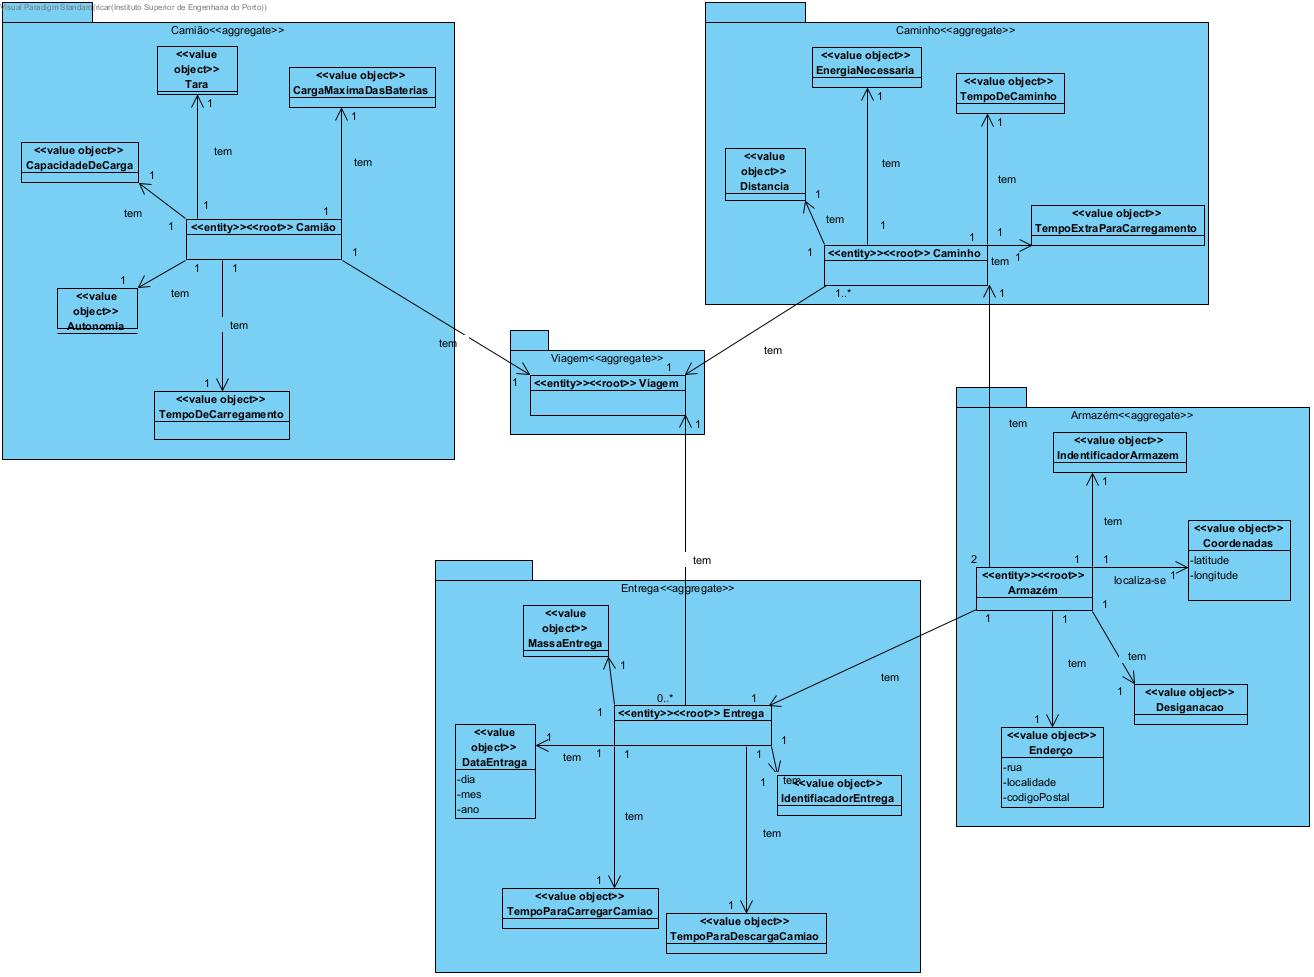 Visual Paradigm Standard(ricar(Instituto Superior de Engenharia do Porto))
Camião<<aggregate>>
<<value
object>>
Tara
1
<<value object>>
CargaMaximaDasBaterias
1
<<value object>>
CapacidadeDeCarga
1
tem
tem
tem
1
1
1
<<entity>><<root>> Camião
1
1
1
1
tem
<<value
object>>
Autonomia
tem
1
<<value object>>
TempoDeCarregamento
tem
Caminho<<aggregate>>
<<value object>>
EnergiaNecessaria
1
<<value object>>
TempoDeCaminho
1
<<value
object>>
Distancia
1
tem
tem
tem
<<value object>>
TempoExtraParaCarregamento
1
1
1
1
<<entity>><<root>> Caminho
tem
1
1..*
1
tem
Viagem<<aggregate>>
1
1
<<entity>><<root>> Viagem
1
tem
Armazém<<aggregate>>
tem
<<value object>>
IndentificadorArmazem
1
tem
<<value object>>
Coordenadas
-latitude
-longitude
2
1
1
localiza-se
1
<<entity>><<root>>
Armazém
1
1
1
tem
tem
1
<<value object>>
Desiganacao
1
<<value object>>
Enderço
-rua
-localidade
-codigoPostal
tem
Entrega<<aggregate>>
<<value
object>>
MassaEntrega
1
0..*
1
1
<<entity>><<root>> Entrega
<<value
object>>
DataEntraga
-dia
-mes
-ano
1
tem
1
1
1
1
1
tem
<<value object>>
IdentifiacadorEntrega
tem
tem
1
<<value object>>
TempoParaCarregarCamiao
1
<<value object>>
TempoParaDescargaCamiao